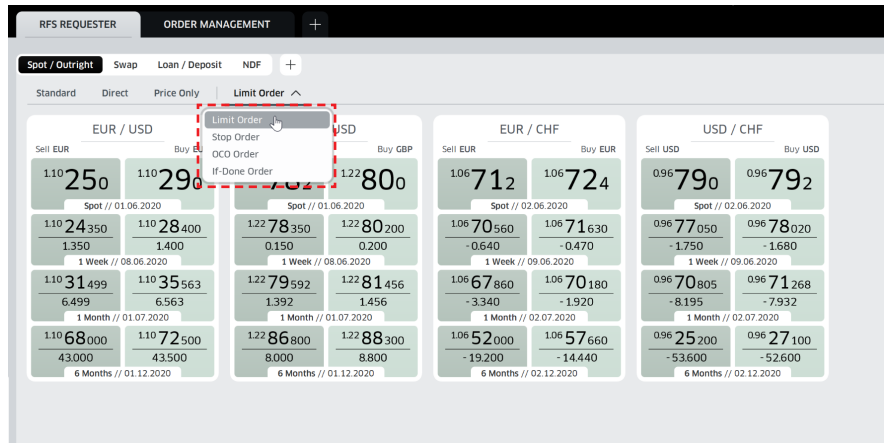 RFS REQUESTER ORDER MANAGEMENT +
Spot / Outright Swap Loan / Deposit NDF +
Standard Direct Price Only Limit Order
Limit Order
Stop Order
OCO Order
If-Done Order
EUR / USD
Sell EUR Buy
1.10 25 0 1.10 29 0
Spot // 01.06.2020
1.10 24 350 1.10 28 400
1.350 1.400
1 Week // 08.06.2020
1.10 31 499 1.10 35 563
6.499 6.563
1 Month // 01.07.2020
1.10 68 000 1.10 72 500
43.000 43.500
6 Months // 01.12.2020
USD
Buy GBP
1.22 80 0
Spot // 01.06.2020
1.22 78 350 1.22 80 200
0.150 0.200
1 Week // 08.06.2020
1.22 79 592 1.22 81 456
1.392 1.456
1 Month // 01.07.2020
1.22 86 800 1.22 88 300
8.000 8.800
6 Months // 01.12.2020
EUR / CHF
Sell EUR Buy EUR
1.06 71 2 1.06 72 4
Spot // 02.06.2020
1.06 70 560 1.06 71 630
-0.640 -0.470
1 Week // 09.06.2020
1.06 67 860 1.06 70 180
-3.340 -1.920
1 Month // 02.07.2020
1.06 52 000 1.06 57 660
-19.200 -14.440
6 Months // 02.12.2020
USD / CHF
Sell USD Buy USD
0.96 79 0 0.96 79 2
Spot // 02.06.2020
0.96 77 050 0.96 78 020
-1.750 -1.680
1 Week // 09.06.2020
0.96 70 805 0.96 71 268
-8.195 -7.932
1 Month // 02.07.2020
0.96 25 200 0.96 27 100
-53.600 -52.600
6 Months // 02.12.2020